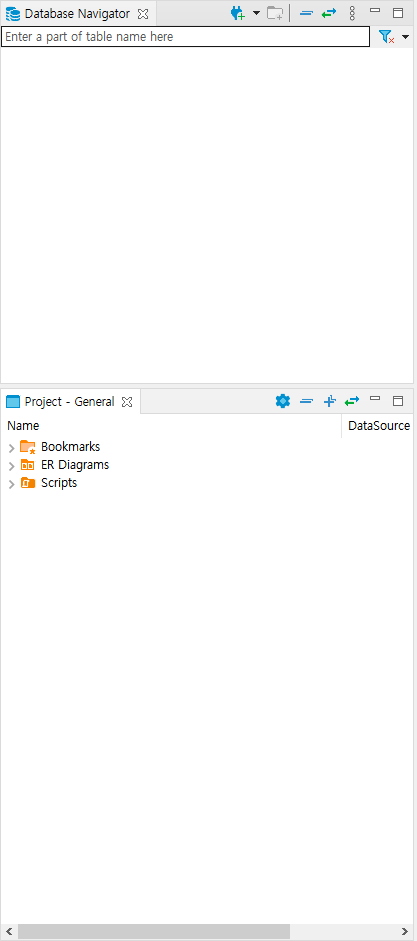 Database Navigator
Enter a part of table name here
Project - General
Name DataSource
Bookmarks
ER Diagrams
Scripts